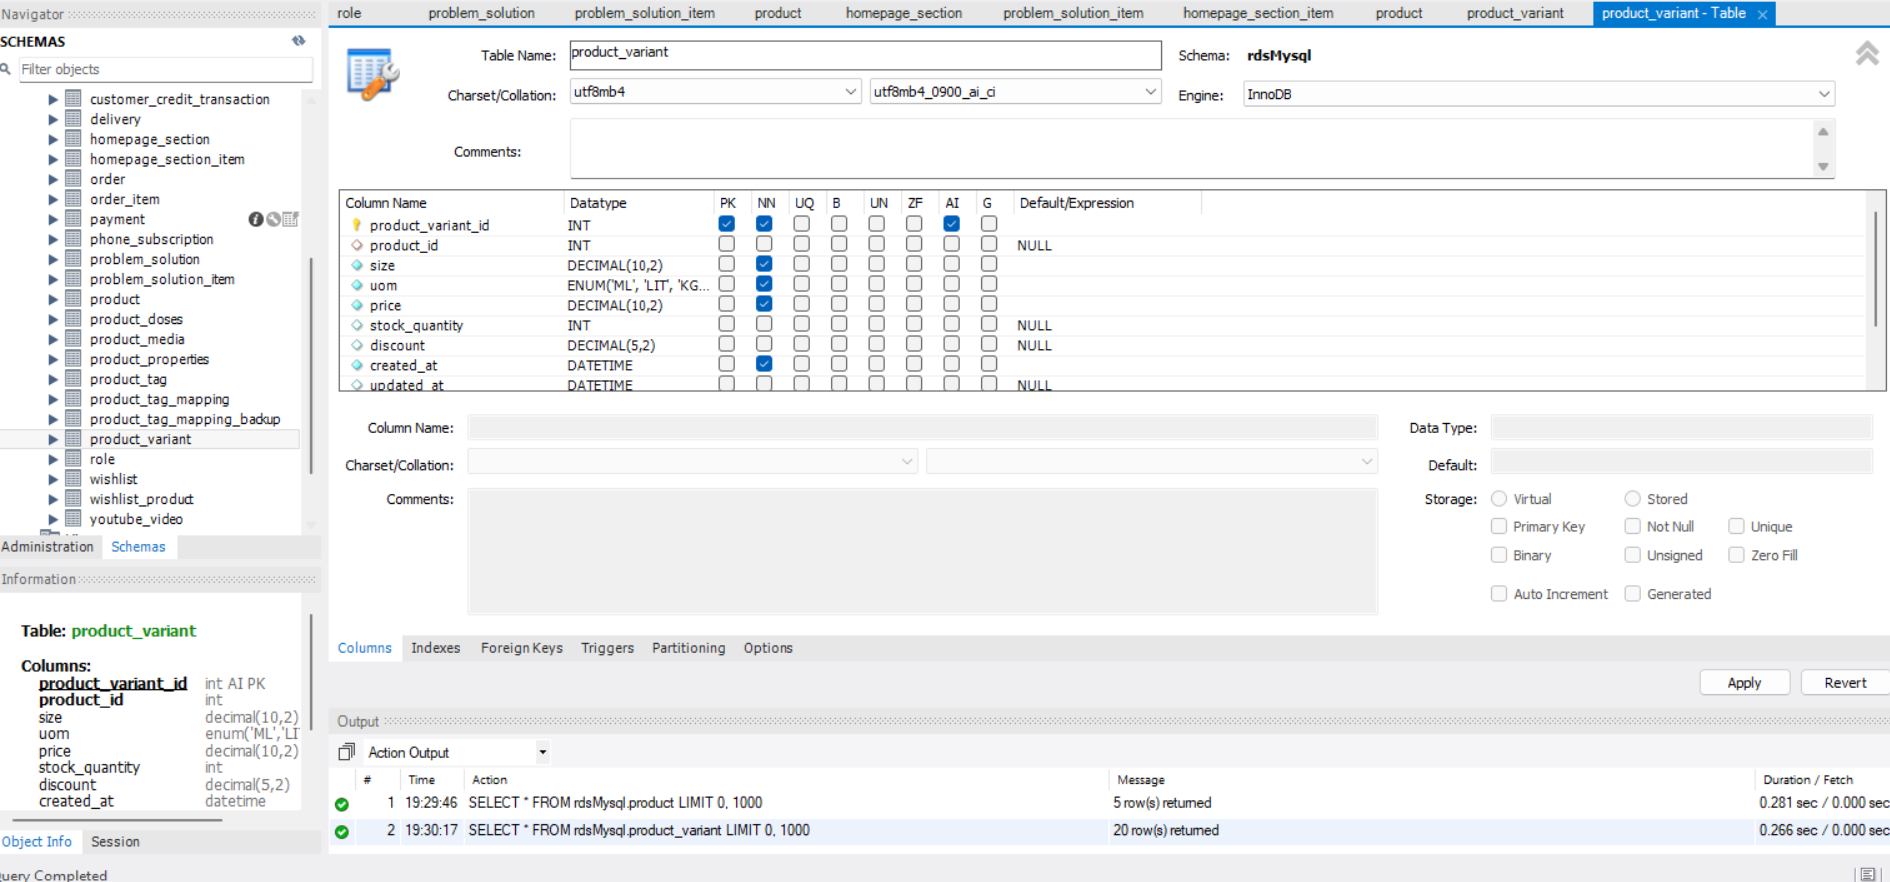 Navigator
SCHEMAS
Filter objects
customer_credit_transaction
delivery
homepage_section
homepage_section_item
order
order_item
payment
phone_subscription
problem_solution
problem_solution_item
product
product_doses
product_media
product_properties
product_tag
product_tag_mapping
product_tag_mapping_backup
product_variant
role
wishlist
wishlist_product
youtube_video
Administration Schemas
Information
Table: product_variant
Columns:
product_variant_id int AI PK
product_id int
size decimal(10,2)
uom enum('ML','LI
price decimal(10,2)
stock_quantity int
discount decimal(5,2)
created_at datetime
Object Info Session
uery Completed
role problem_solution problem_solution_item product homepage_section problem_solution_item homepage_section_item product product_variant product_variant - Table
Table Name: product_variant Schema: rdsMysql
Charset/Collation: utf8mb4 utf8mb4_0900_ai_ci Engine: InnoDB
Comments:
Column Name Datatype PK NN UQ B UN ZF AI G Default/Expression
product_variant_id INT
product_id INT NULL
size DECIMAL(10,2)
uom ENUM('ML', 'LIT', 'KG...
price DECIMAL(10,2)
stock_quantity INT NULL
discount DECIMAL(5,2) NULL
created_at DATETIME
updated_at DATETIME NULL
Column Name: Data Type:
Charset/Collation: Default:
Comments: Storage: Virtual Stored
Primary Key Not Null Unique
Binary Unsigned Zero Fill
Auto Increment Generated
Columns Indexes Foreign Keys Triggers Partitioning Options
Apply Revert
Output
Action Output
# Time Action Message Duration / Fetch
1 19:29:46 SELECT * FROM rdsMysql.product LIMIT 0, 1000 5 row(s) returned 0.281 sec / 0.000 sec
2 19:30:17 SELECT * FROM rdsMysql.product_variant LIMIT 0, 1000 20 row(s) returned 0.266 sec / 0.000 sec